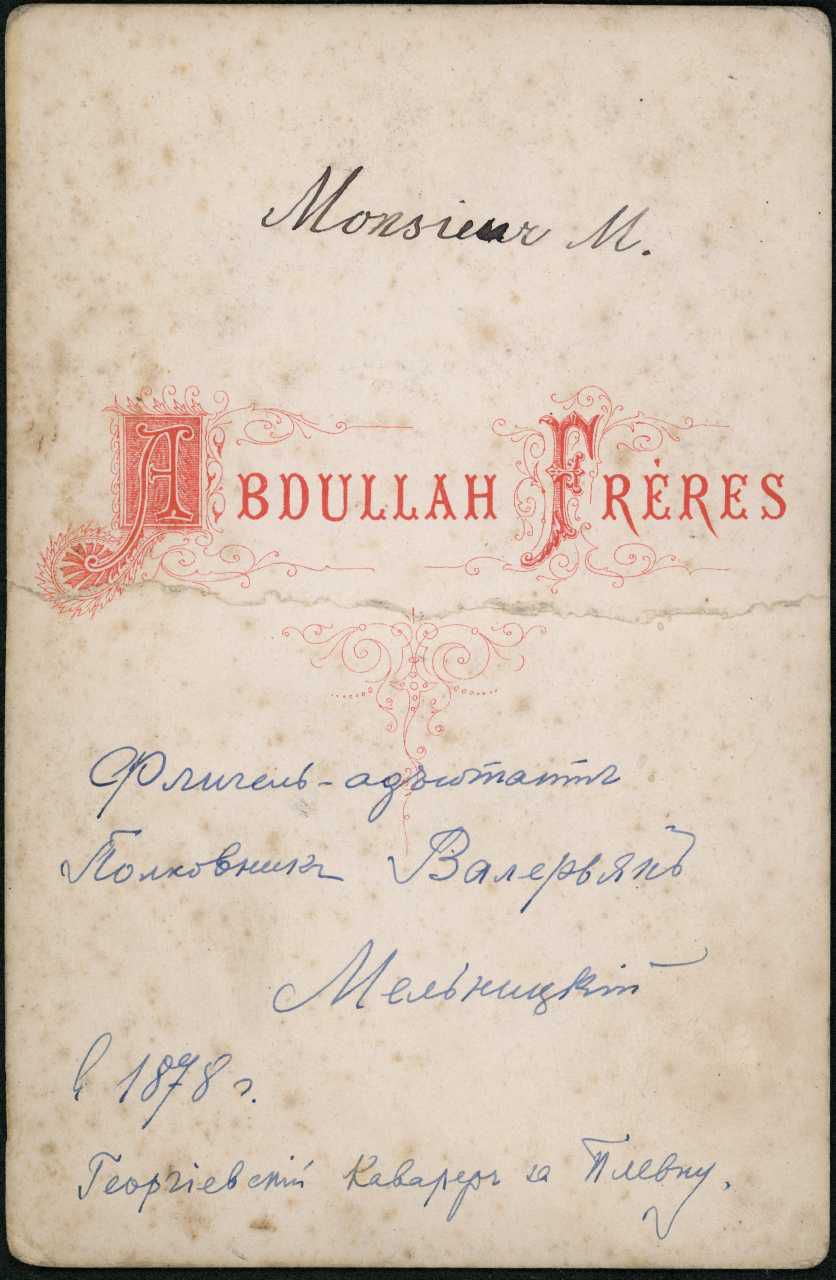 Monsieur M.
ABDULLAH FRÈRES
Флигель-адъютантъ
Полковникъ Валерьянъ
Мельницкій
в 1878 г.
Георгіевскій Кавалеръ за Плевну.